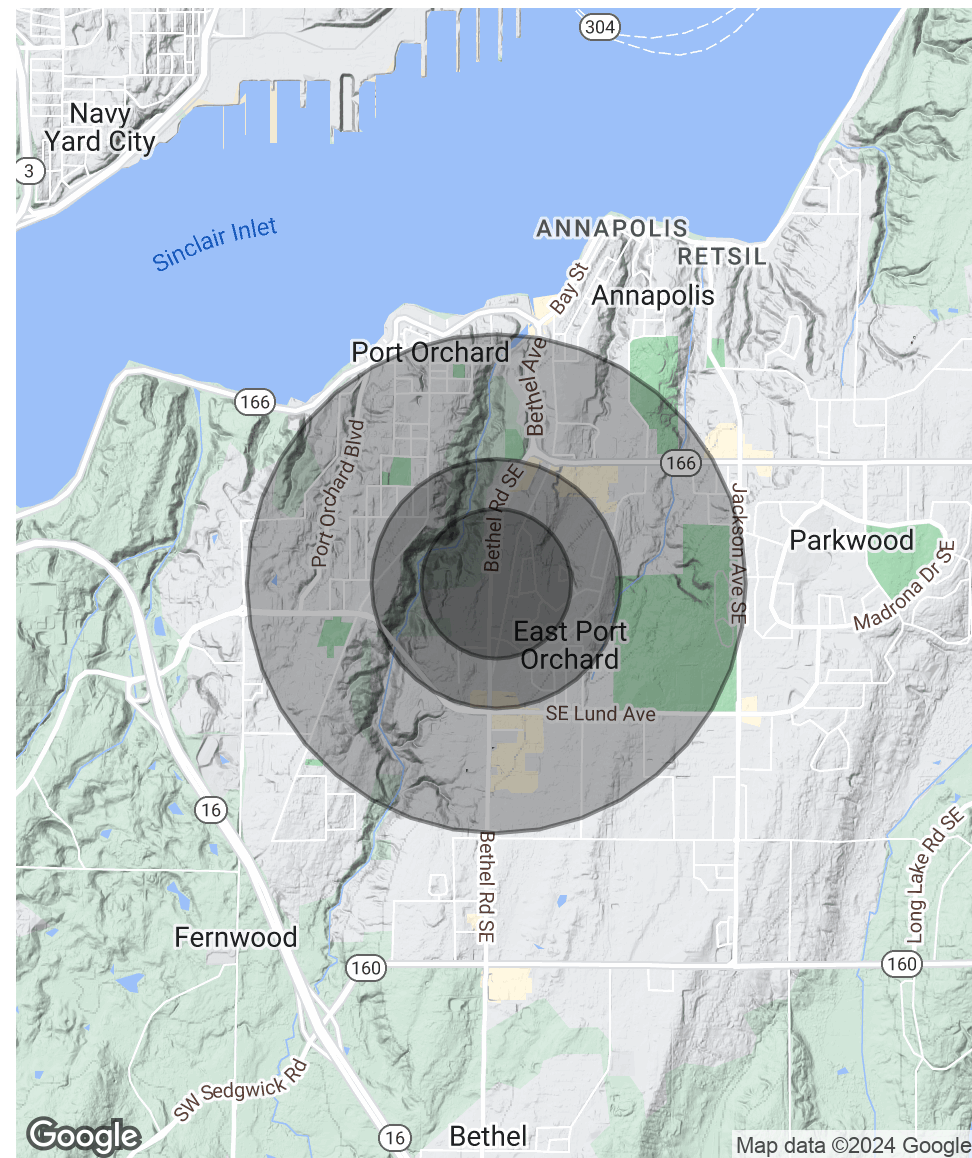 304
Navy
Yard City
3
Sinclair Inlet
ANNAPOLIS
RETSIL
Bay St
Annapolis
Port Orchard
Bethel Ave
166
Port Orchard Blvd
166
Bethel Rd SE
Jackson Ave SE
Parkwood
Madrona Dr SE
East Port
Orchard
SE Lund Ave
16
Bethel Rd SE
Long Lake Rd SE
Fernwood
160
160
SW Sedgwick Rd
16
Bethel
Google
Map data ©2024 Google